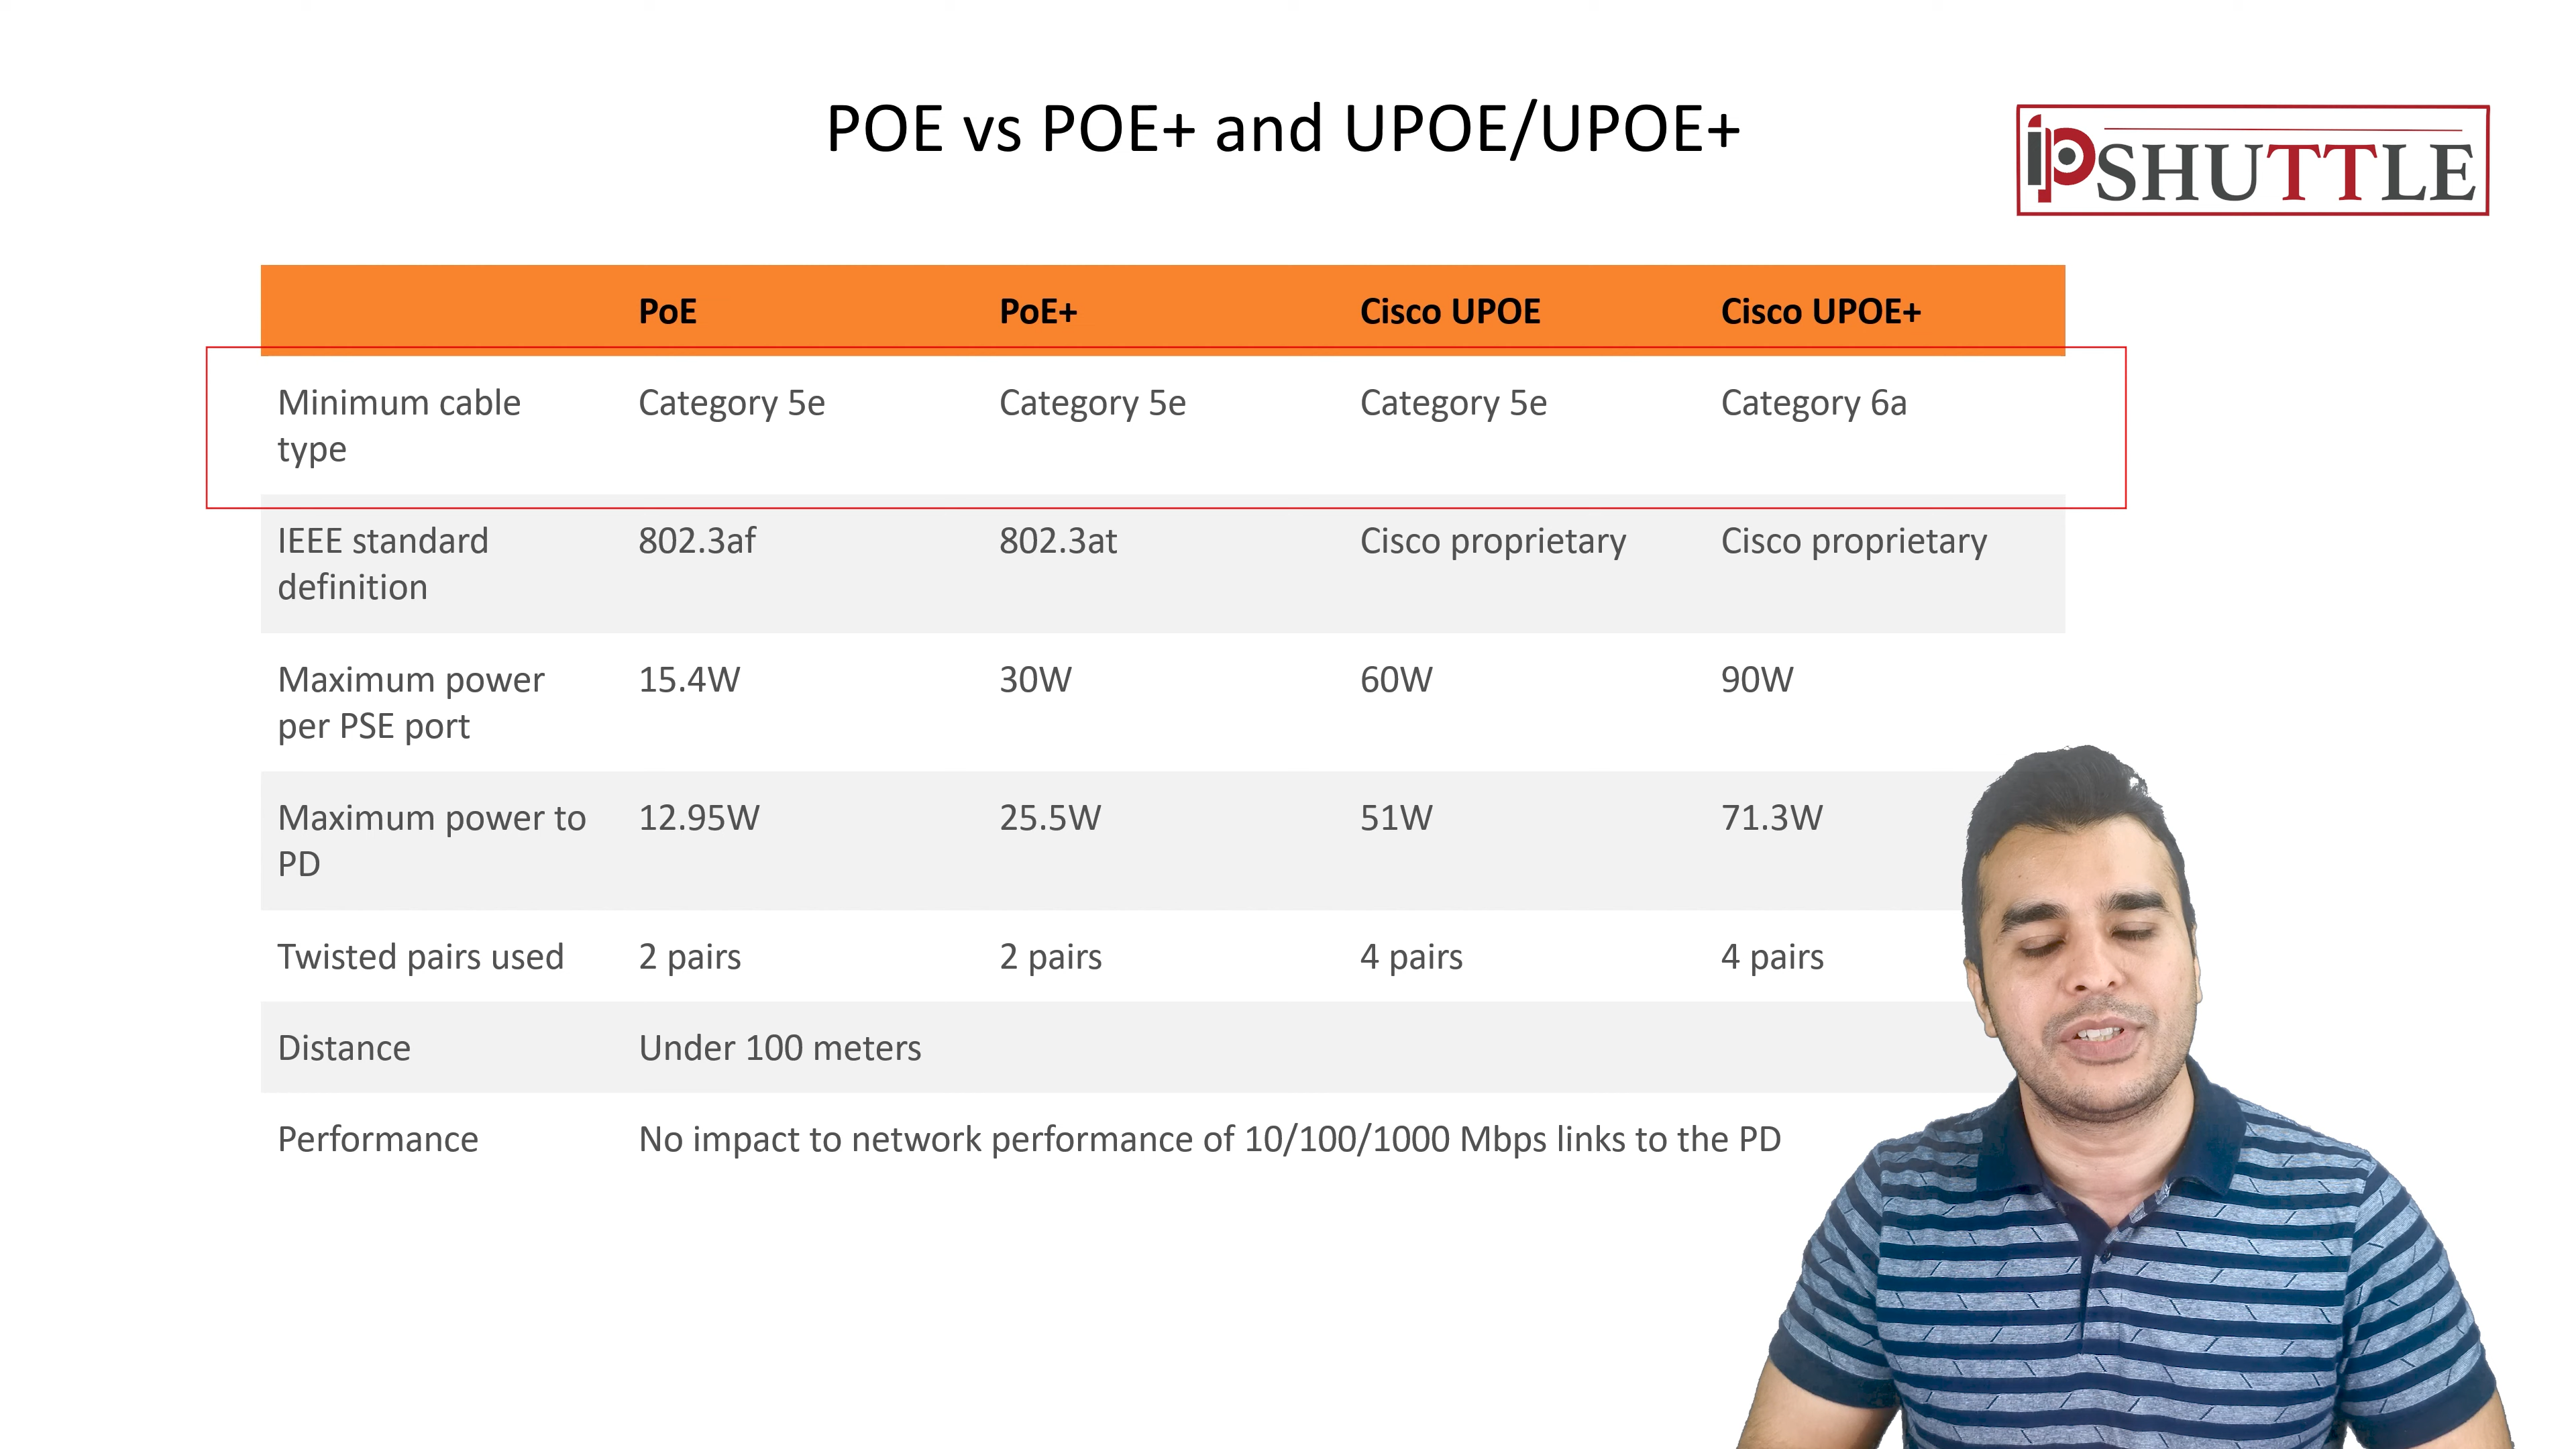 POE vs POE+ and UPOE/UPOE+
ipSHUTTLE
PoE PoE+ Cisco UPOE Cisco UPOE+
Minimum cable Category 5e Category 5e Category 5e Category 6a
type
IEEE standard 802.3af 802.3at Cisco proprietary Cisco proprietary
definition
Maximum power 15.4W 30W 60W 90W
per PSE port
Maximum power to 12.95W 25.5W 51W 71.3W
PD
Twisted pairs used 2 pairs 2 pairs 4 pairs 4 pairs
Distance Under 100 meters
Performance No impact to network performance of 10/100/1000 Mbps links to the PD